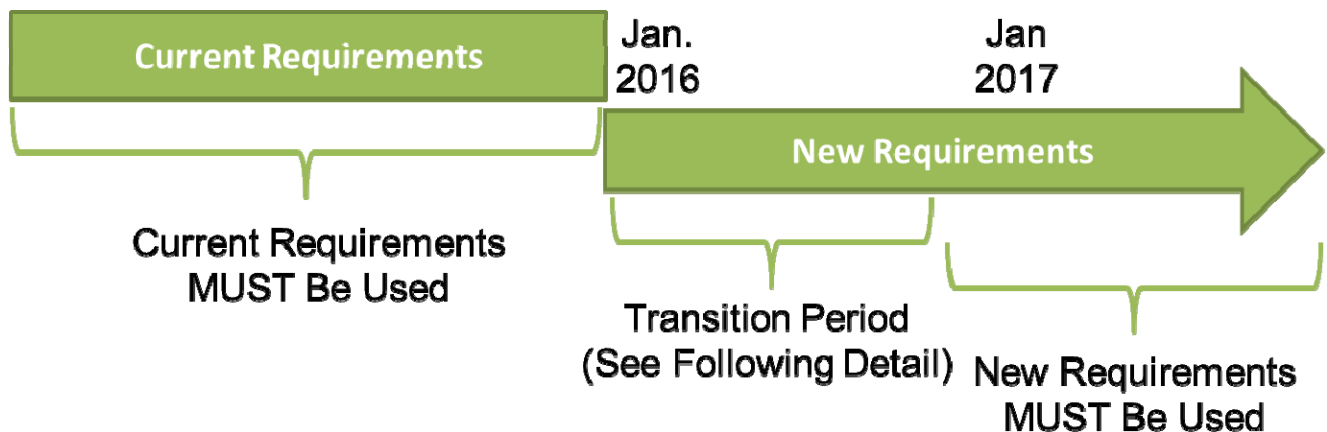 Current Requirements
Jan.
2016
Jan
2017
New Requirements
Current Requirements
MUST Be Used
Transition Period
(See Following Detail)
New Requirements
MUST Be Used